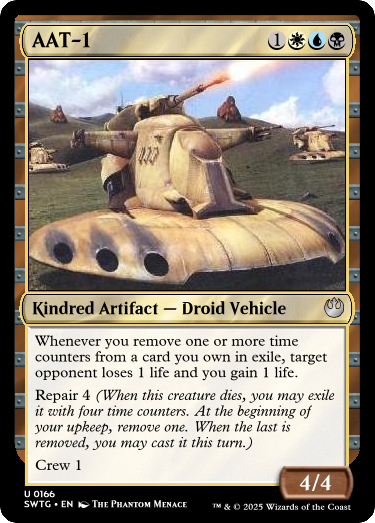 AAT-1
1
Kindred Artifact — Droid Vehicle
Whenever you remove one or more time
counters from a card you own in exile, target
opponent loses 1 life and you gain 1 life.
Repair 4 (When this creature dies, you may exile
it with four time counters. At the beginning of
your upkeep, remove one. When the last is
removed, you may cast it this turn.)
Crew 1
4/4
U 0166
SWTG • EN The Phantom Menace
™ & © 2025 Wizards of the Coast